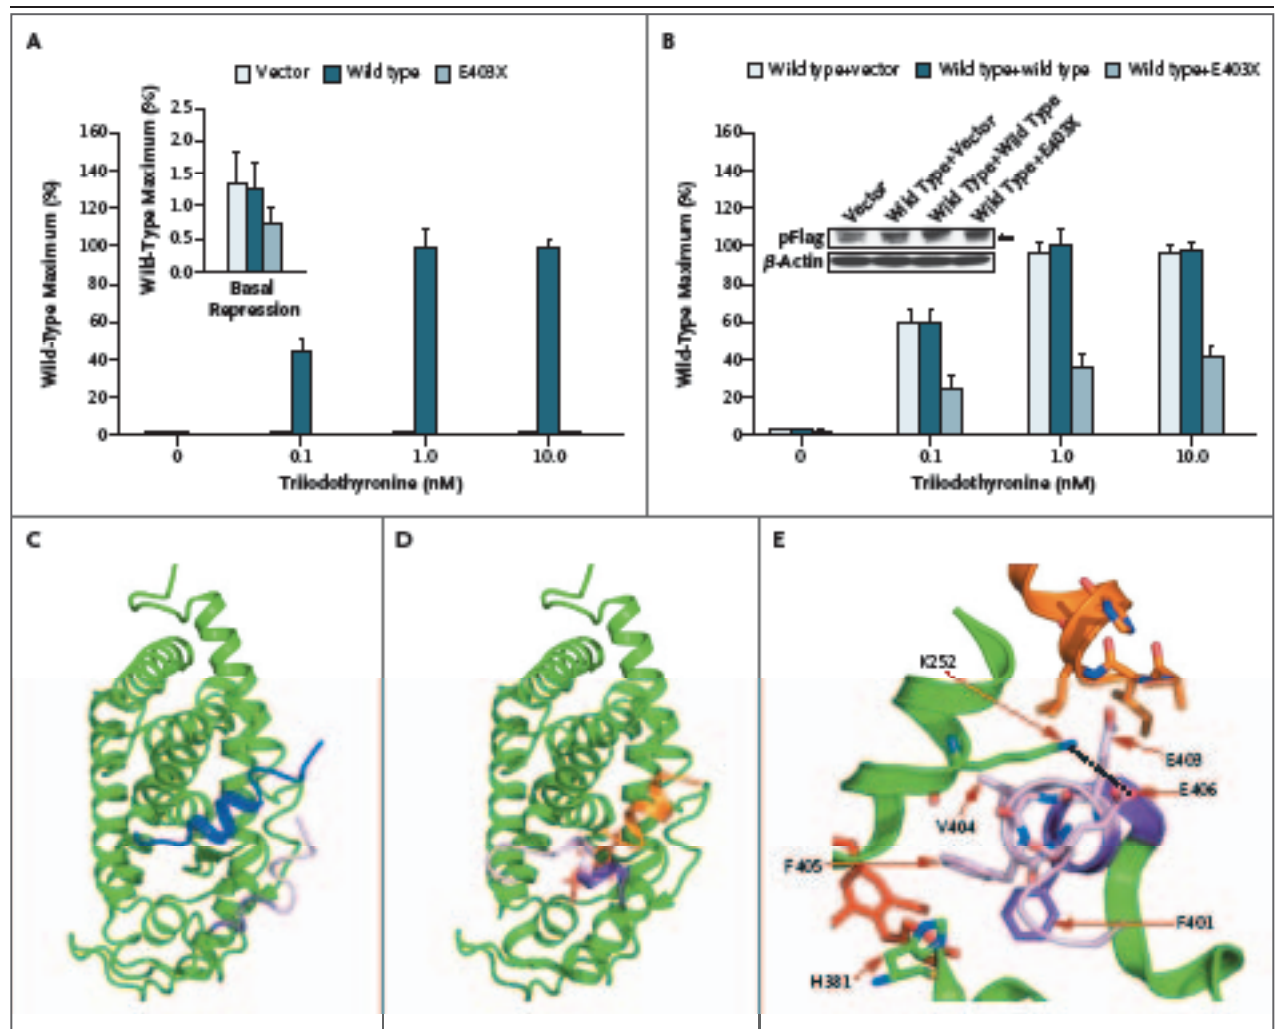 A
Vector Wild type E403X
Wild-Type Maximum (%)
160
140
120
100
80
60
40
20
0
0 0.1 1.0 10.0
Triiodothyronine (nM)
Wild-Type Maximum (%)
2.5
2.0
1.5
1.0
0.5
0.0
Basal
Repression
B
Wild type+vector Wild type+wild type Wild type+E403X
Wild-Type Maximum (%)
160
140
120
100
80
60
40
20
0
0 0.1 1.0 10.0
Triiodothyronine (nM)
Vector
Wild Type+Vector
Wild Type+Wild Type
Wild Type+E403X
pFlag
β-Actin
C
D
E
K252
E403
E406
V404
F405
F401
H381